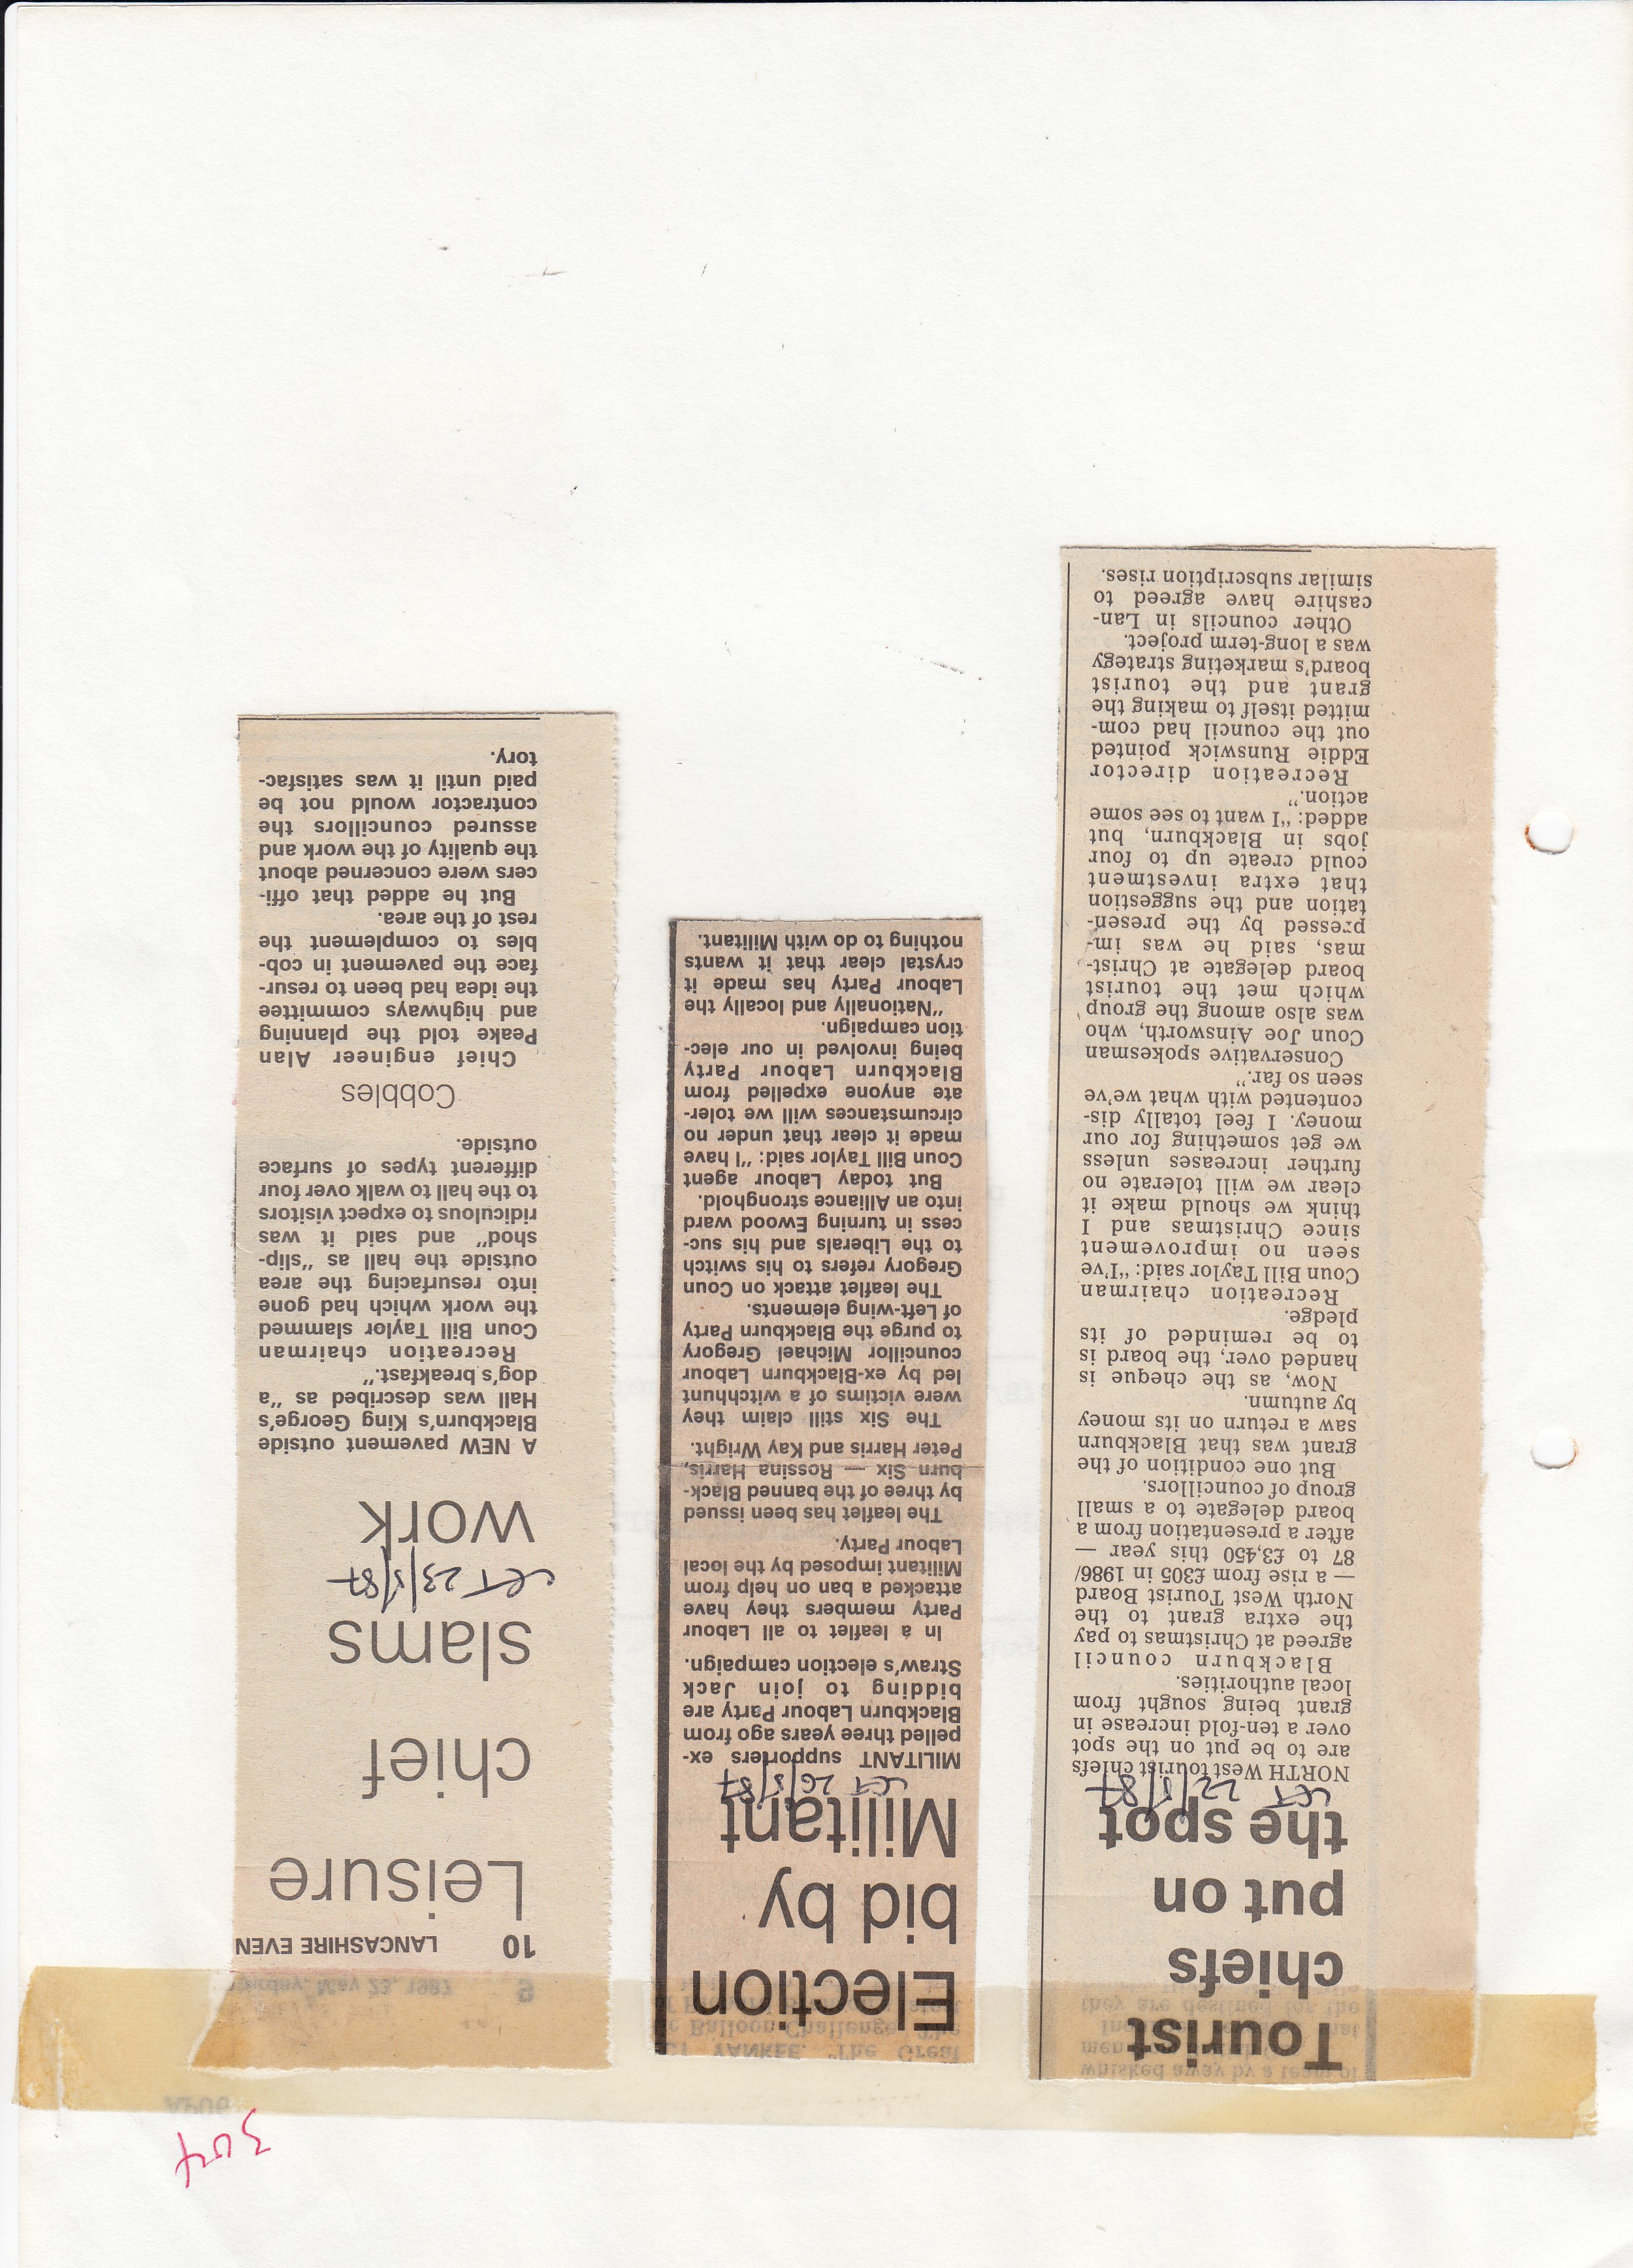 304
Tourist
chiefs
put on
the spot
LET 22/5/87
NORTH West tourist chiefs
are to be put on the spot
over a ten-fold increase in
grant being sought from
local authorities.
Blackburn council
agreed at Christmas to pay
the extra grant to the
North West Tourist Board
— a rise from £305 in 1986/
87 to £3,450 this year —
after a presentation from a
board delegate to a small
group of councillors.
But one condition of the
grant was that Blackburn
saw a return on its money
by autumn.
Now, as the cheque is
handed over, the board is
to be reminded of its
pledge.
Recreation chairman
Coun Bill Taylor said: "I've
seen no improvement
since Christmas and I
think we should make it
clear we will tolerate no
further increases unless
we get something for our
money. I feel totally dis-
contented with what we've
seen so far."
Conservative spokesman
Coun Joe Ainsworth, who
was also among the group
which met the tourist
board delegate at Christ-
mas, said he was im-
pressed by the presen-
tation and the suggestion
that extra investment
could create up to four
jobs in Blackburn, but
added: "I want to see some
action."
Recreation director
Eddie Runswick pointed
out the council had com-
mitted itself to making the
grant and the tourist
board's marketing strategy
was a long-term project.
Other councils in Lan-
cashire have agreed to
similar subscription rises.
Election
bid by
Militant
LET 26/5/87
MILITANT supporters ex-
pelled three years ago from
Blackburn Labour Party are
bidding to join Jack
Straw's election campaign.
In a leaflet to all Labour
Party members they have
attacked a ban on help from
Militant imposed by the local
Labour Party.
The leaflet has been issued
by three of the banned Black-
burn Six — Rossina Harris,
Peter Harris and Kay Wright.
The Six still claim they
were victims of a witchhunt
led by ex-Blackburn Labour
councillor Michael Gregory
to purge the Blackburn Party
of Left-wing elements.
The leaflet attack on Coun
Gregory refers to his switch
to the Liberals and his suc-
cess in turning Ewood ward
into an Alliance stronghold.
But today Labour agent
Coun Bill Taylor said: "I have
made it clear that under no
circumstances will we toler-
ate anyone expelled from
Blackburn Labour Party
being involved in our elec-
tion campaign.
"Nationally and locally the
Labour Party has made it
crystal clear that it wants
nothing to do with Militant.
10 LANCASHIRE EVEN
Leisure
chief
slams
LET 23/5/87
work
A NEW pavement outside
Blackburn's King George's
Hall was described as "a
dog's breakfast."
Recreation chairman
Coun Bill Taylor slammed
the work which had gone
into resurfacing the area
outside the hall as "slip-
shod" and said it was
ridiculous to expect visitors
to the hall to walk over four
different types of surface
outside.
Cobbles
Chief engineer Alan
Peake told the planning
and highways committee
the idea had been to resur-
face the pavement in cob-
bles to complement the
rest of the area.
But he added that offi-
cers were concerned about
the quality of the work and
assured councillors the
contractor would not be
paid until it was satisfac-
tory.